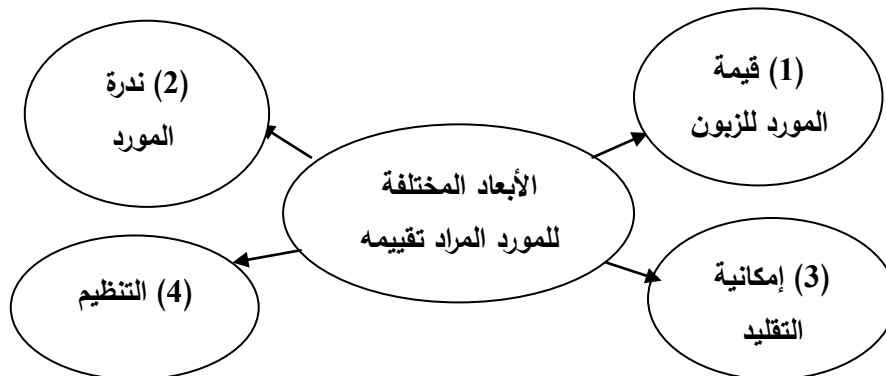 (1) قيمة
المورد للزبون
(2) ندرة
المورد
الأبعاد المختلفة
للمورد المراد تقييمه
(3) إمكانية
التقليد
(4) التنظيم